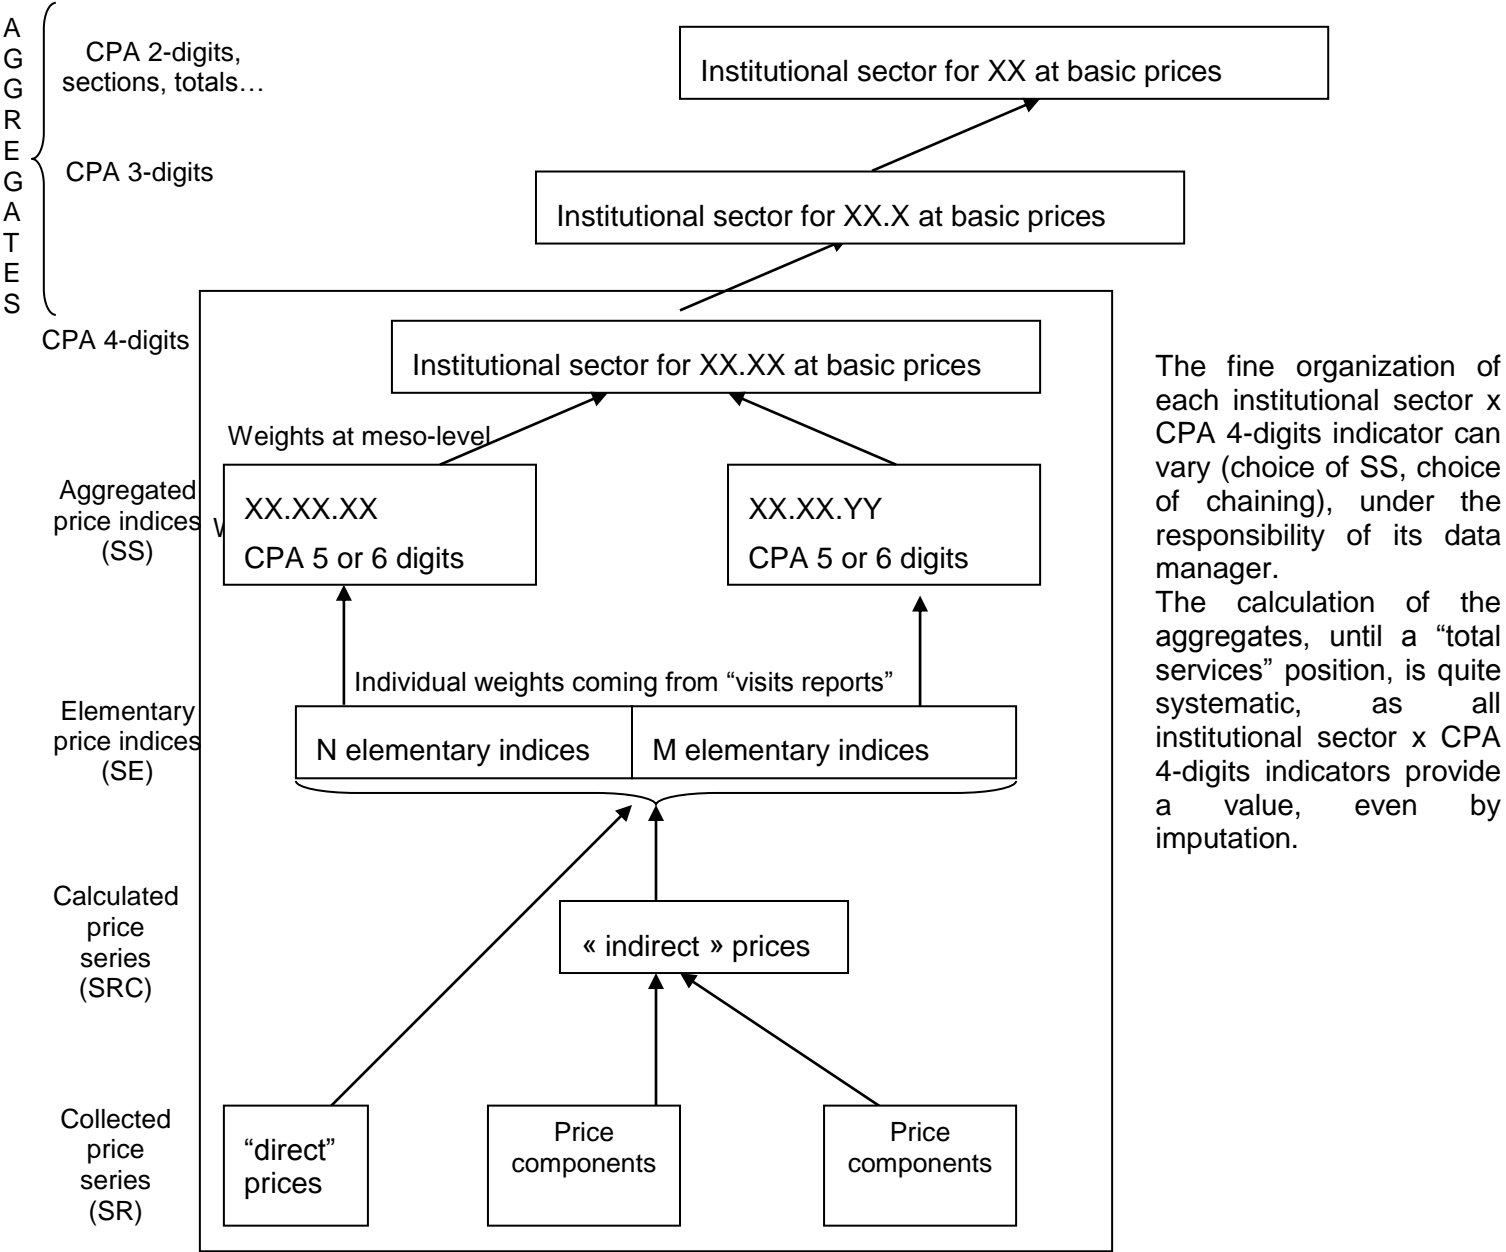 A
G
G
R
E
G
A
T
E
S
CPA 2-digits,
sections, totals…
Institutional sector for XX at basic prices
CPA 3-digits
Institutional sector for XX.X at basic prices
CPA 4-digits
Institutional sector for XX.XX at basic prices
Weights at meso-level
Aggregated
price indices
(SS)
XX.XX.XX
CPA 5 or 6 digits
XX.XX.YY
CPA 5 or 6 digits
Individual weights coming from “visits reports”
Elementary
price indices
(SE)
N elementary indices
M elementary indices
Calculated
price
series
(SRC)
« indirect » prices
Collected
price
series
(SR)
“direct”
prices
Price
components
Price
components
The fine organization of
each institutional sector x
CPA 4-digits indicator can
vary (choice of SS, choice
of chaining), under the
responsibility of its data
manager.
The calculation of the
aggregates, until a “total
services” position, is quite
systematic, as all
institutional sector x CPA
4-digits indicators provide
a value, even by
imputation.